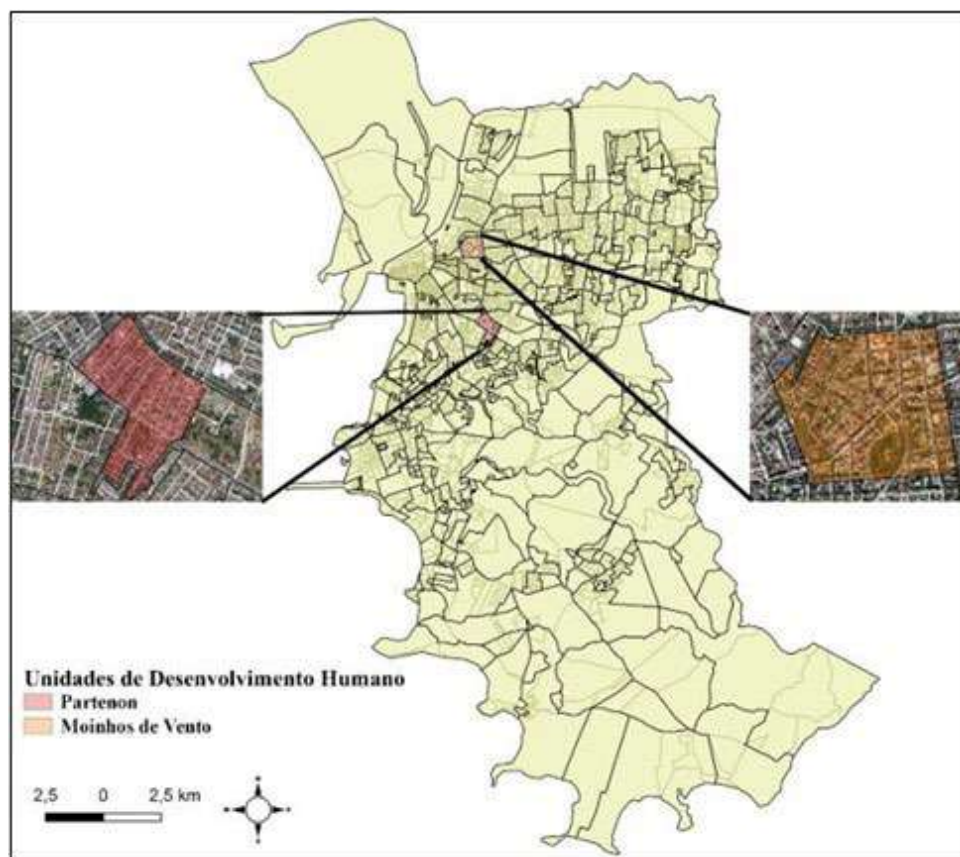 Unidades de Desenvolvimento Humano
Partenon
Moinhos de Vento
2,5 0 2,5 km